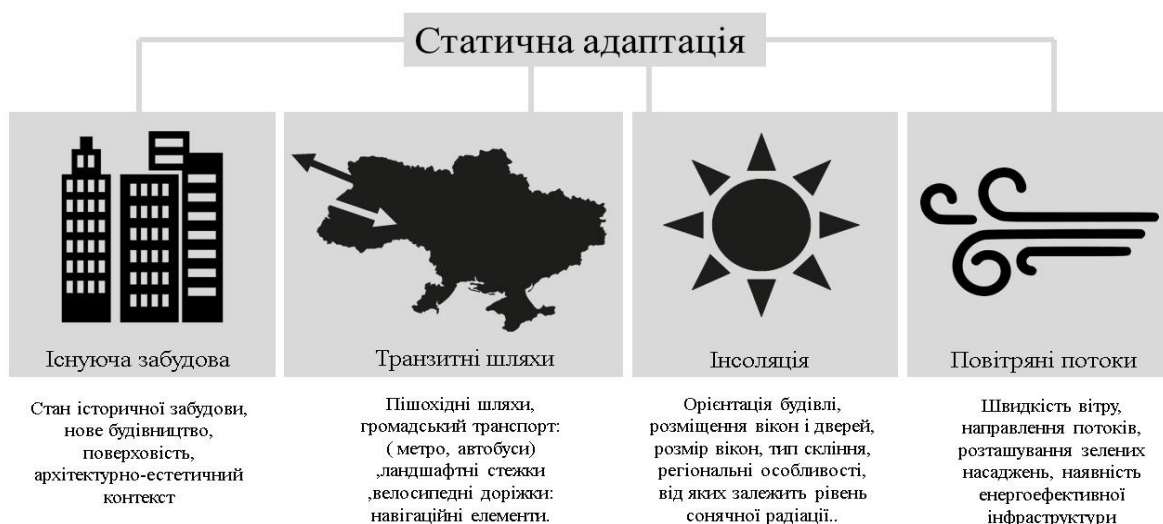 Статична адаптація
Існуюча забудова
Стан історичної забудови,
нове будівництво,
поверховість,
архітектурно-естетичний
контекст
Транзитні шляхи
Пішохідні шляхи,
громадський транспорт:
( метро, автобуси)
,ландшафтні стежки
,велосипедні доріжки:
навігаційні елементи.
Інсоляція
Орієнтація будівлі,
розміщення вікон і дверей,
розмір вікон, тип скління,
регіональні особливості,
від яких залежить рівень
сонячної радіації..
Повітряні потоки
Швидкість вітру,
направлення потоків,
розташування зелених
насаджень, наявність
енергоефективної
інфраструктури